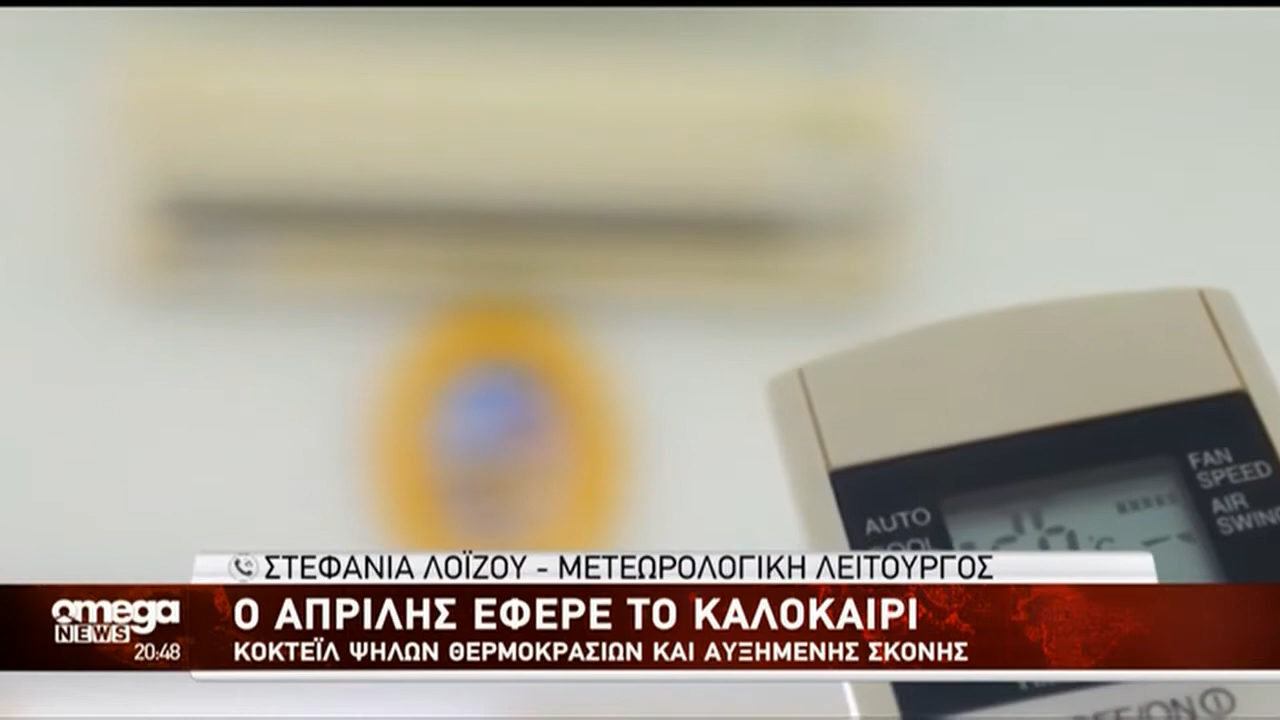 FAN
SPEED
AIR
AUTO
ΣΤΕΦΑΝΙΑ ΛΟΪΖΟΥ - ΜΕΤΕΩΡΟΛΟΓΙΚΗ ΛΕΙΤΟΥΡΓΟΣ
Ο ΑΠΡΙΛΗΣ ΕΦΕΡΕ ΤΟ ΚΑΛΟΚΑΙΡΙ
ΚΟΚΤΕΪΛ ΨΗΛΩΝ ΘΕΡΜΟΚΡΑΣΙΩΝ ΚΑΙ ΑΥΞΗΜΕΝΗΣ ΣΚΟΝΗΣ
omega
NEWS
20:48